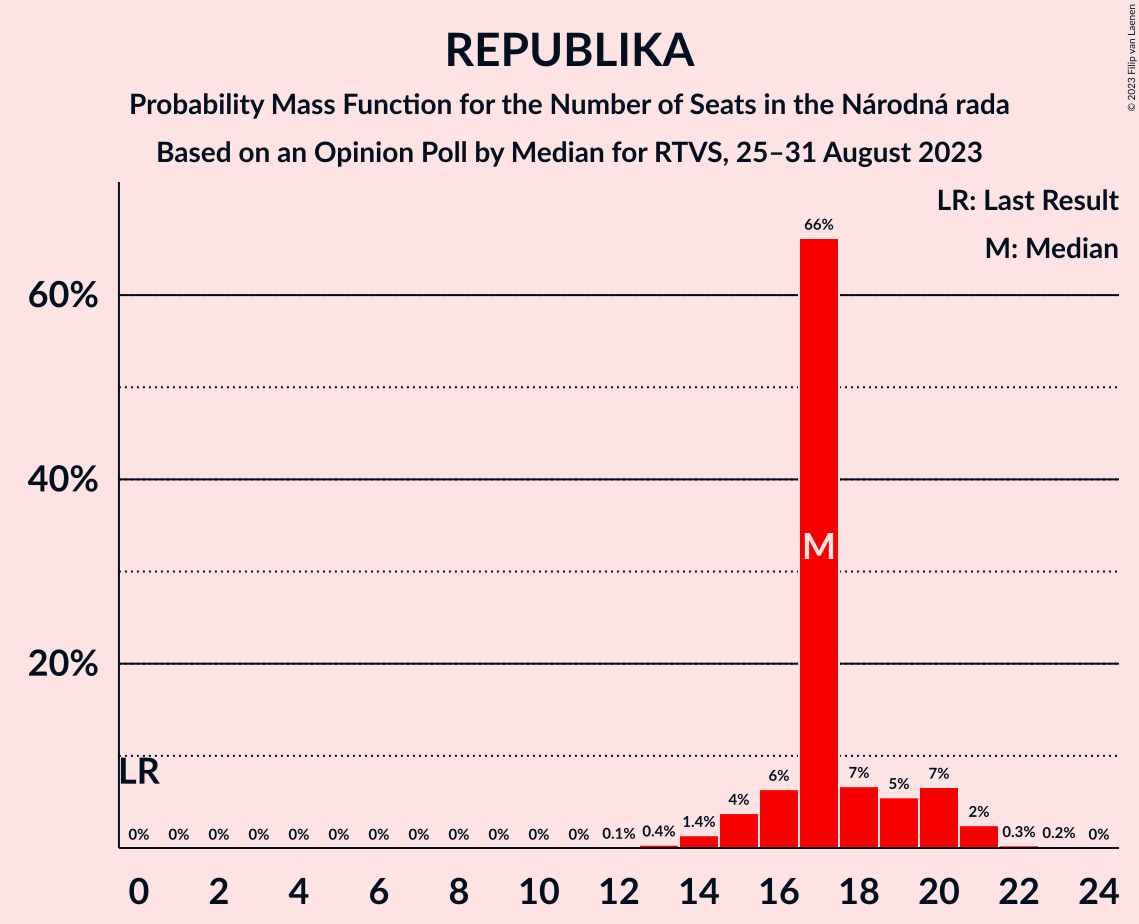 REPUBLIKA
Probability Mass Function for the Number of Seats in the Národná rada
Based on an Opinion Poll by Median for RTVS, 25–31 August 2023
© 2023 Filip van Laenen
LR: Last Result
M: Median
66%
60%
40%
M
20%
LR
0% 0% 0% 0% 0% 0% 0% 0% 0% 0% 0% 0% 0.1% 0.4% 1.4% 4% 6% 7% 5% 7% 2% 0.3% 0.2% 0%
0 2 4 6 8 10 12 14 16 18 20 22 24